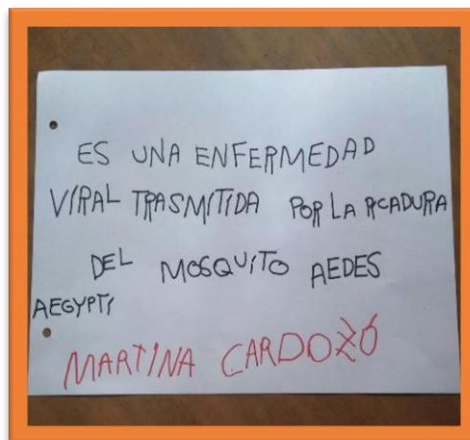 ES UNA ENFERMEDAD
VIRAL TRASMITIDA POR LA PICADURA
DEL MOSQUITO AEDES
AEGYPTI
MARTINA CARDOZO